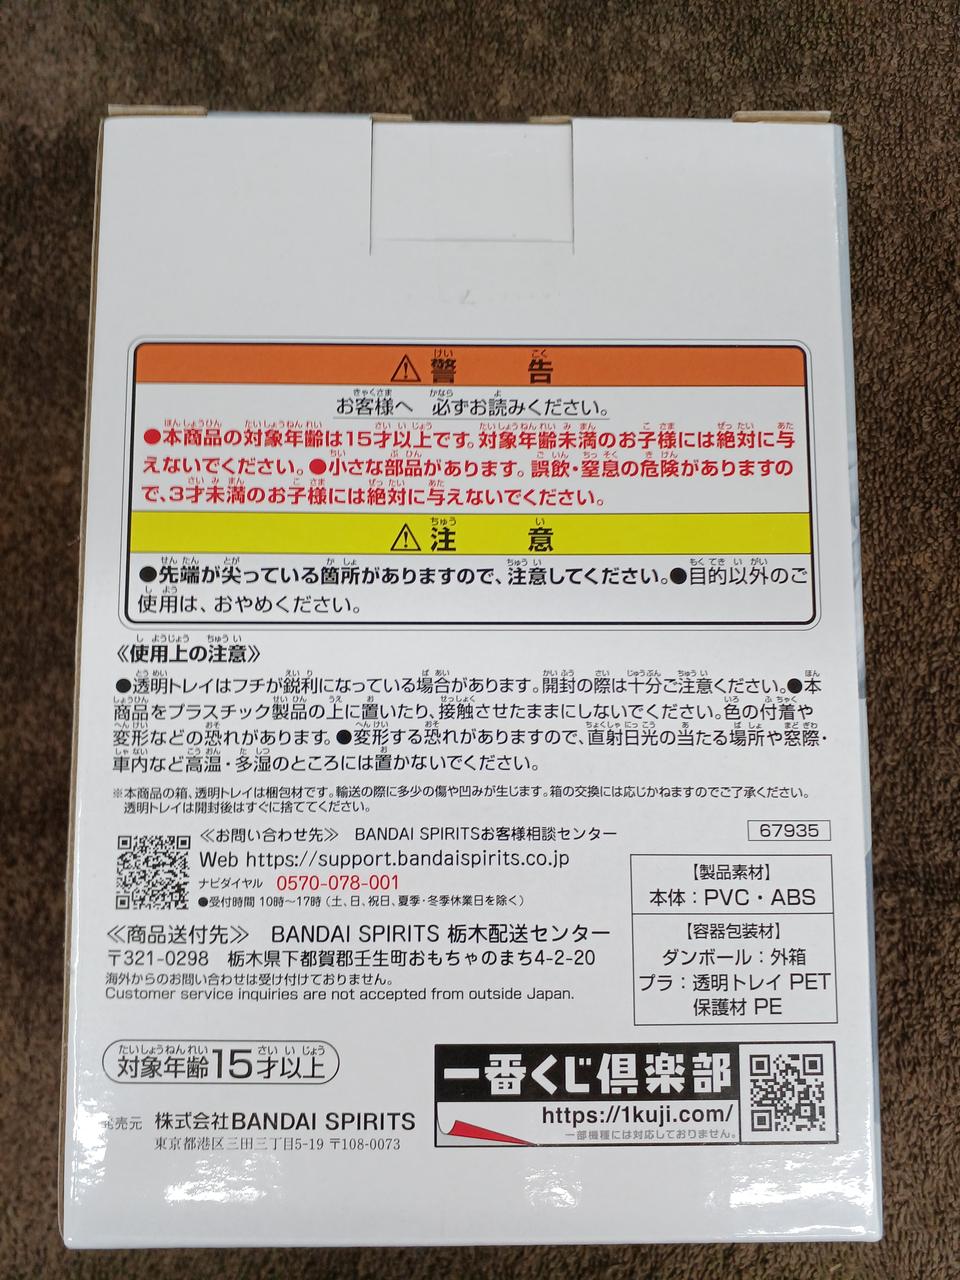 ⚠警告
お客様へ 必ずお読みください。
●本商品の対象年齢は15才以上です。対象年齢未満のお子様には絶対に与
えないでください。●小さな部品があります。誤飲・窒息の危険がありますの
で、3才未満のお子様には絶対に与えないでください。
⚠注意
●先端が尖っている箇所がありますので、注意してください。●目的以外のご
使用は、おやめください。
《使用上の注意》
●透明トレイはフチが鋭利になっている場合があります。開封の際は十分ご注意ください。●本
商品をプラスチック製品の上に置いたり、接触させたままにしないでください。色の付着や
変形などの恐れがあります。●変形する恐れがありますので、直射日光の当たる場所や窓際・
車内など高温・多湿のところには置かないでください。
※本商品の箱、透明トレイは梱包材です。輸送の際に多少の傷や凹みが生じます。箱の交換には応じかねますのでご了承ください。
透明トレイは開封後はすぐに捨ててください。
≪お問い合わせ先≫ BANDAI SPIRITSお客様相談センター
Web https://support.bandaispirits.co.jp
ナビダイヤル 0570-078-001
●受付時間 10時〜17時（土、日、祝日、夏季・冬季休業日を除く）
≪商品送付先≫ BANDAI SPIRITS 栃木配送センター
〒321-0298 栃木県下都賀郡壬生町おもちゃのまち4-2-20
海外からのお問い合わせは受け付けておりません。
Customer service inquiries are not accepted from outside Japan.
67935
【製品素材】
本体：PVC・ABS
【容器包装材】
ダンボール：外箱
プラ：透明トレイ PET
保護材 PE
対象年齢15才以上
発売元 株式会社BANDAI SPIRITS
東京都港区三田三丁目5-19 〒108-0073
一番くじ倶楽部
https://1kuji.com/
一部機種には対応しておりません。